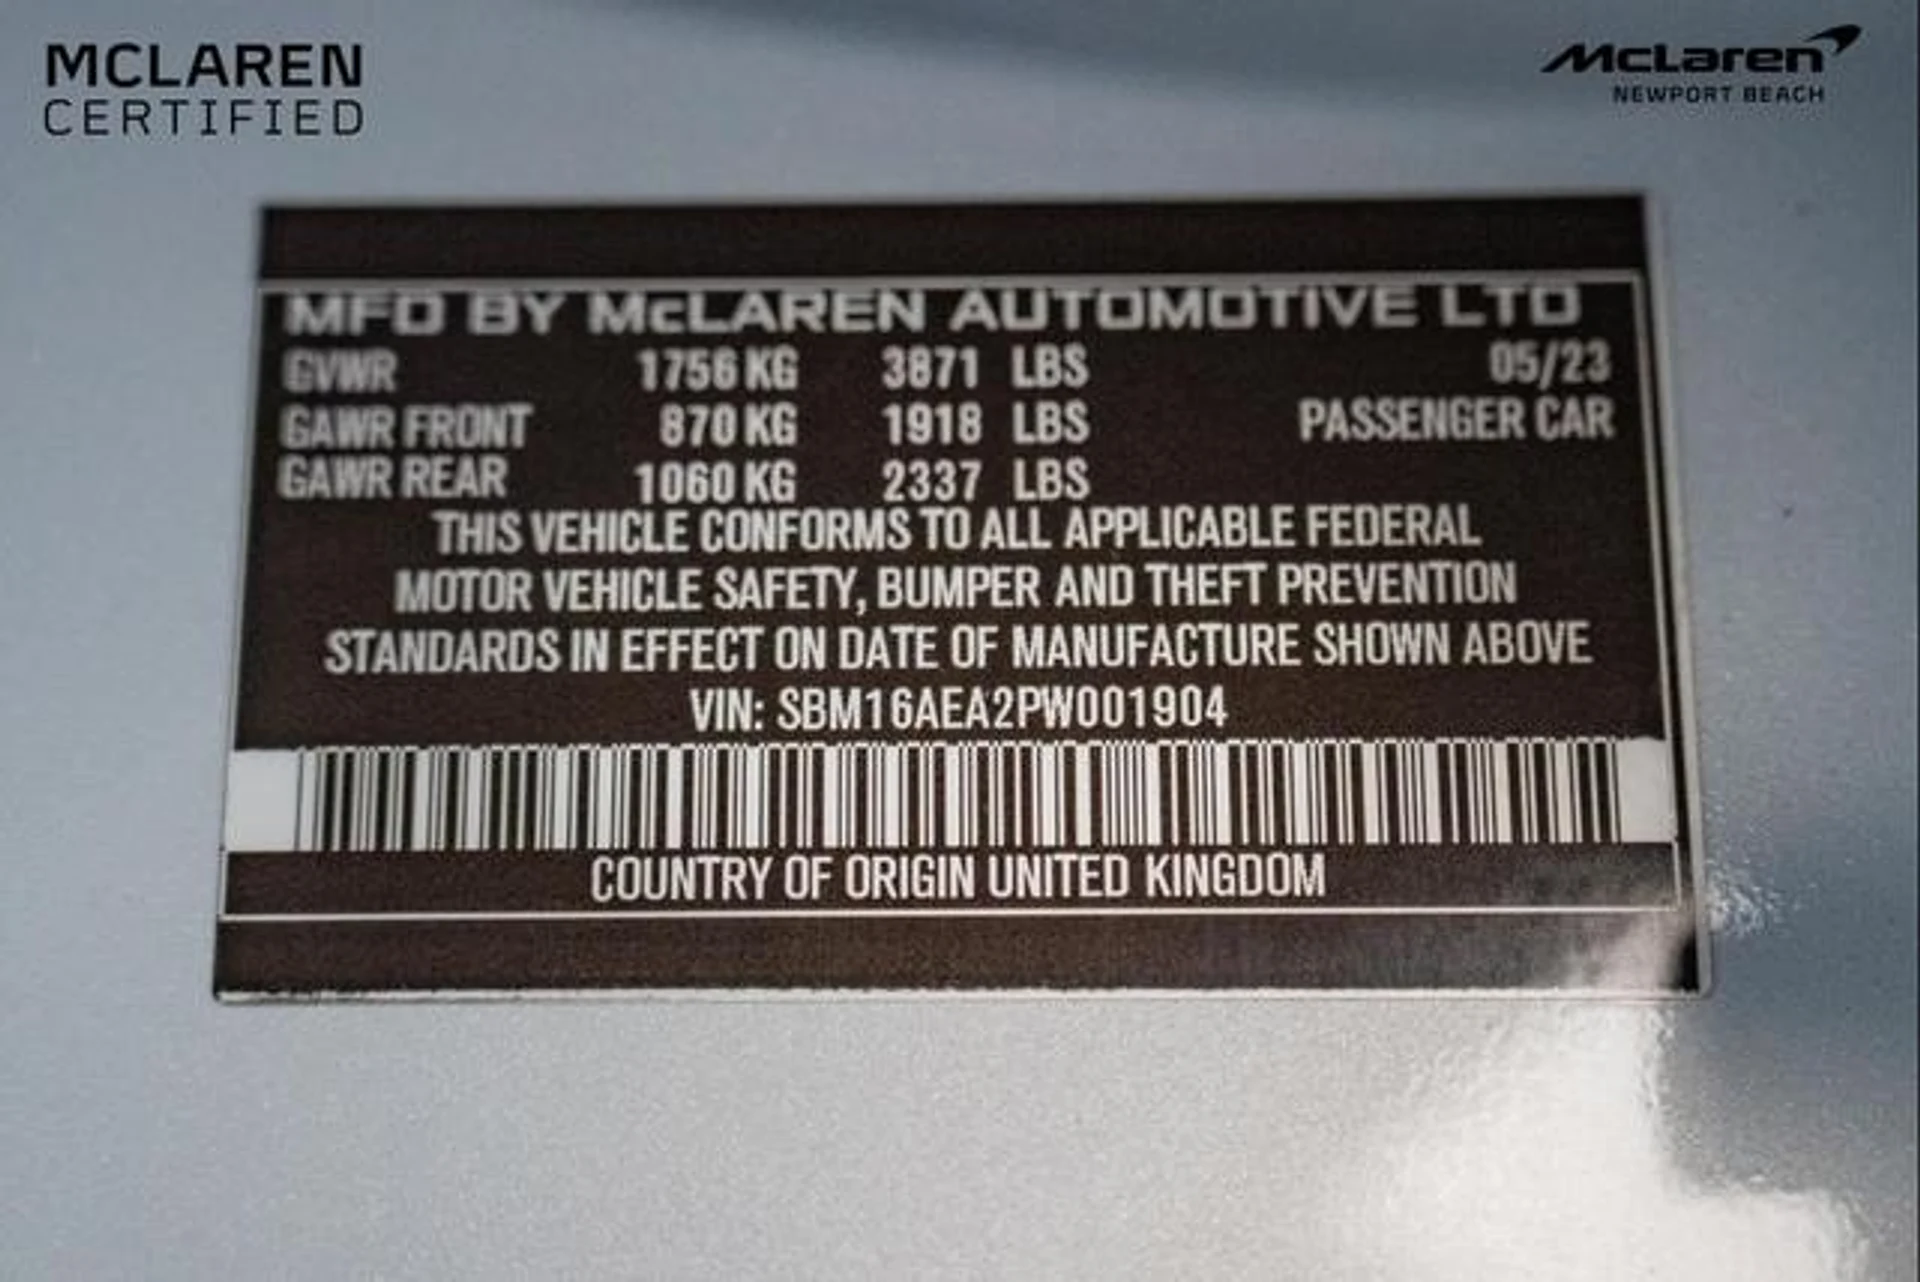 MCLAREN
CERTIFIED
McLaren
NEWPORT BEACH
MFD BY McLAREN AUTOMOTIVE LTD
GVWR 1756 KG 3871 LBS 05/23
GAWR FRONT 870 KG 1918 LBS PASSENGER CAR
GAWR REAR 1060 KG 2337 LBS
THIS VEHICLE CONFORMS TO ALL APPLICABLE FEDERAL
MOTOR VEHICLE SAFETY, BUMPER AND THEFT PREVENTION
STANDARDS IN EFFECT ON DATE OF MANUFACTURE SHOWN ABOVE
VIN: SBM16AEA2PW001904
COUNTRY OF ORIGIN UNITED KINGDOM